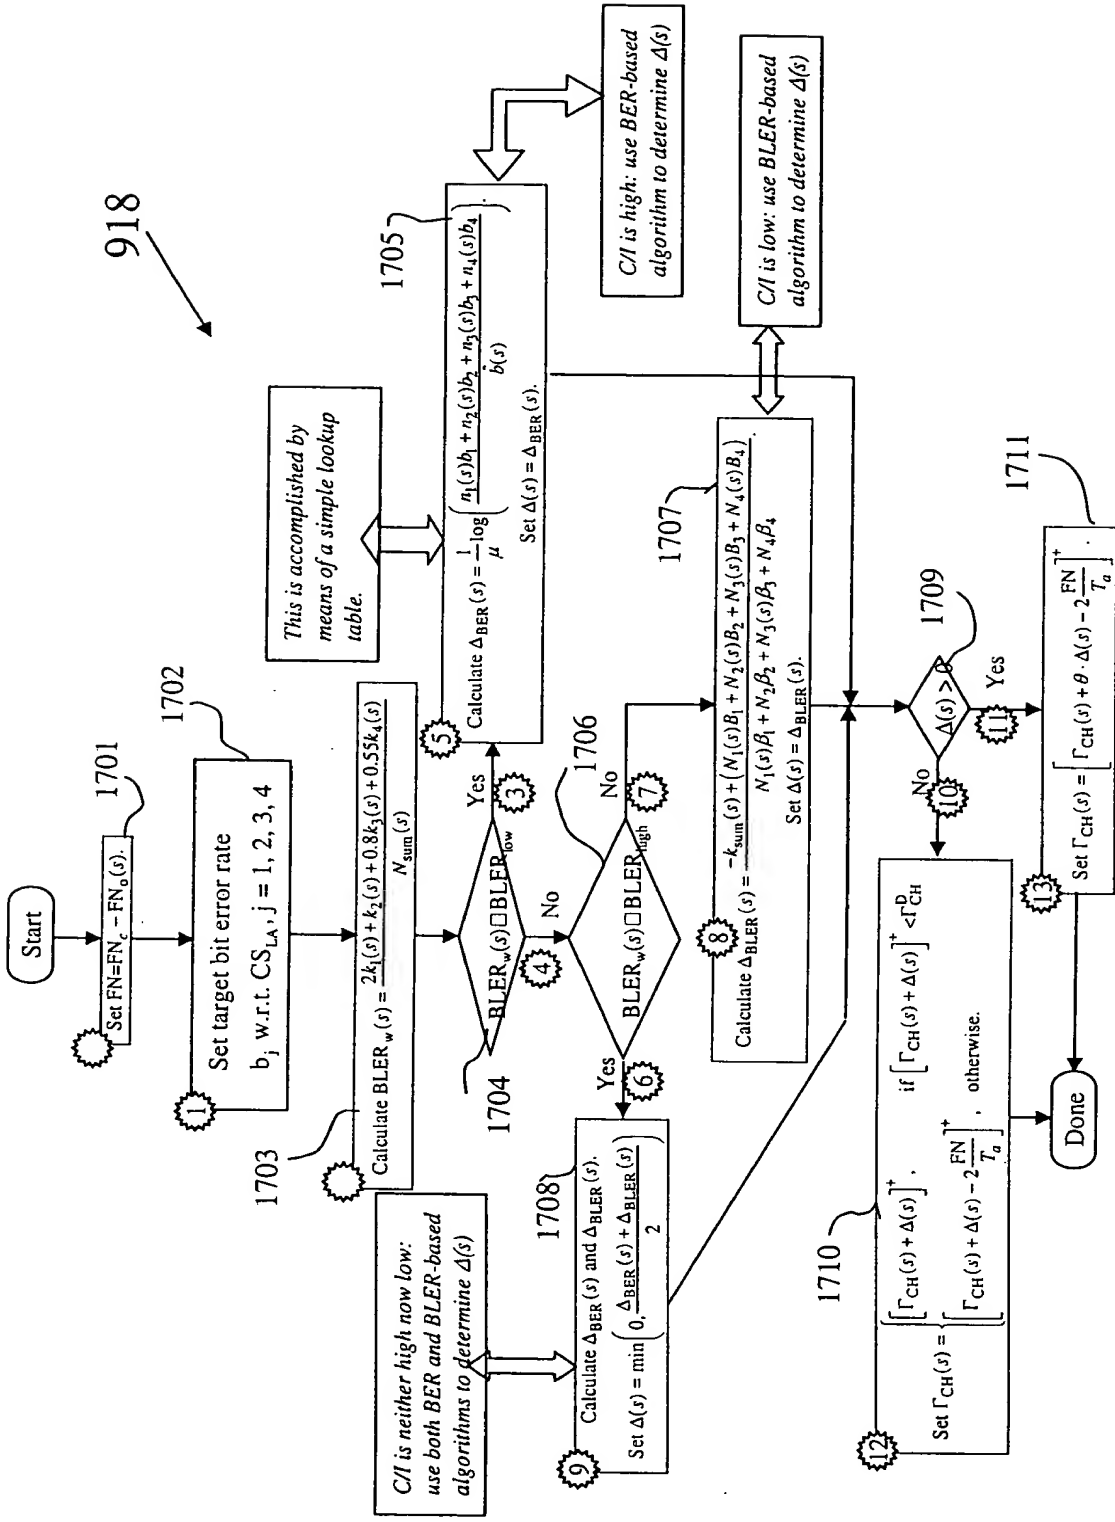 918
Start
Set FN=FN_c − FN_o(s).
1701
1
Set target bit error rate
b_j w.r.t. CS_LA, j = 1, 2, 3, 4
1702
1703
Calculate BLER_w(s) = (2k_1(s) + k_2(s) + 0.8k_3(s) + 0.55k_4(s)) / N_sum(s)
This is accomplished by
means of a simple lookup
table.
BLER_w(s)□BLER_low
1704
Yes
3
No
4
5
1705
Calculate Δ_BER(s) = (1/μ) log( (n_1(s)b_1 + n_2(s)b_2 + n_3(s)b_3 + n_4(s)b_4) / b(s) ).
Set Δ(s) = Δ_BER(s).
C/I is high: use BER-based
algorithm to determine Δ(s)
BLER_w(s)□BLER_high
1706
Yes
6
No
7
C/I is neither high now low:
use both BER and BLER-based
algorithms to determine Δ(s)
9
1708
Calculate Δ_BER(s) and Δ_BLER(s).
Set Δ(s) = min( 0, (Δ_BER(s) + Δ_BLER(s)) / 2 )
8
1707
Calculate Δ_BLER(s) = (−k_sum(s) + (N_1(s)B_1 + N_2(s)B_2 + N_3(s)B_3 + N_4(s)B_4)) / (N_1(s)β_1 + N_2β_2 + N_3(s)β_3 + N_4β_4)
Set Δ(s) = Δ_BLER(s).
C/I is low: use BLER-based
algorithm to determine Δ(s)
Δ(s) > 0
1709
No
10
Yes
11
12
1710
Set Γ_CH(s) = { [Γ_CH(s) + Δ(s)]^+, if [Γ_CH(s) + Δ(s)]^+ < Γ^D_CH
[Γ_CH(s) + Δ(s) − 2 FN/T_a]^+, otherwise.
13
1711
Set Γ_CH(s) = [Γ_CH(s) + θ · Δ(s) − 2 FN/T_a]^+.
Done